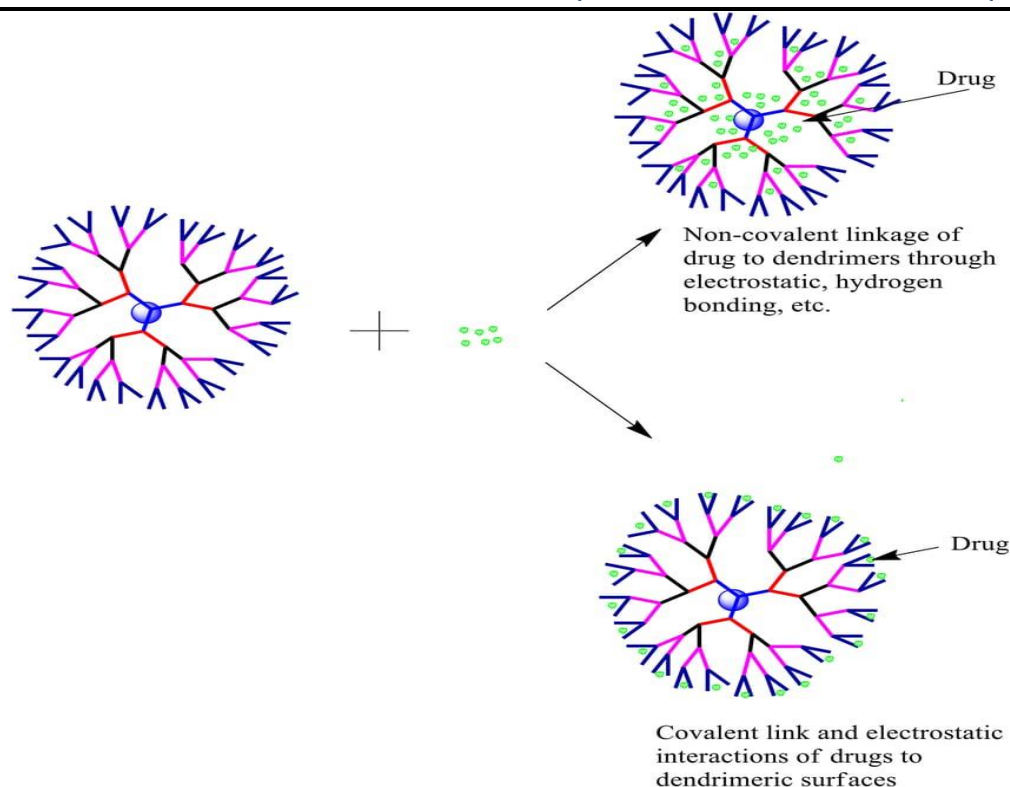 Drug
Non-covalent linkage of
drug to dendrimers through
electrostatic, hydrogen
bonding, etc.
Drug
Covalent link and electrostatic
interactions of drugs to
dendrimeric surfaces